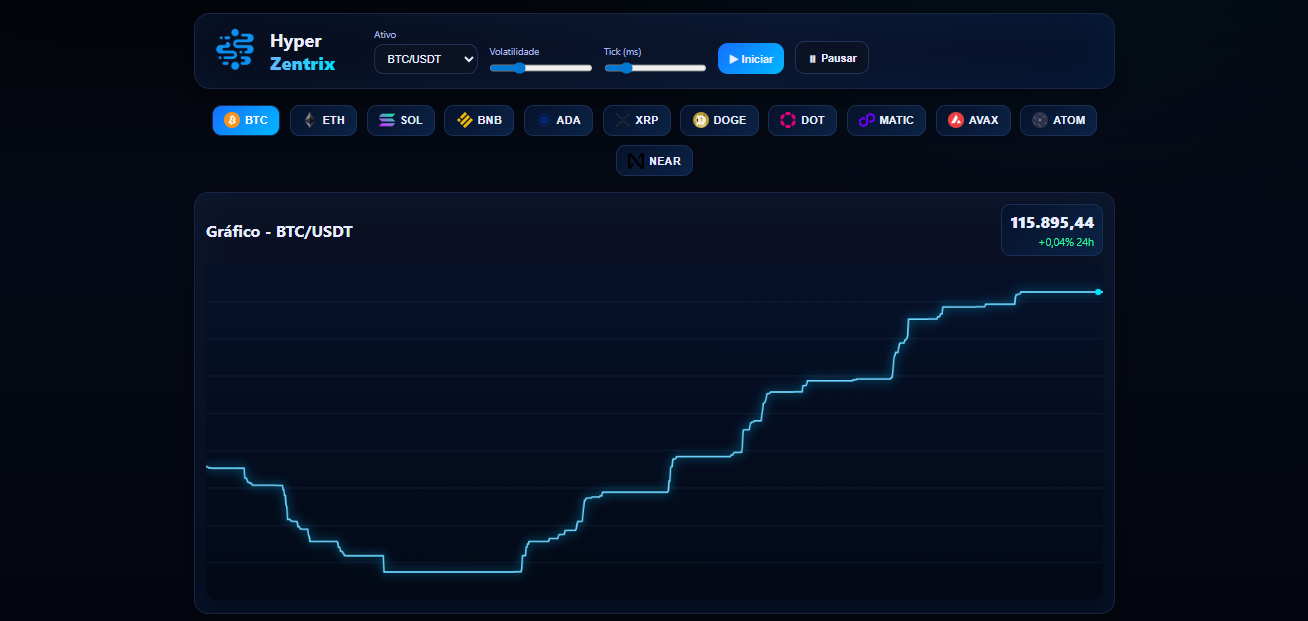 Hyper
Zentrix
Ativo
BTC/USDT
Volatilidade
Tick (ms)
▶ Iniciar
⏸ Pausar
BTC ETH SOL BNB ADA XRP DOGE DOT MATIC AVAX ATOM
NEAR
Gráfico - BTC/USDT
115.895,44
+0,04% 24h